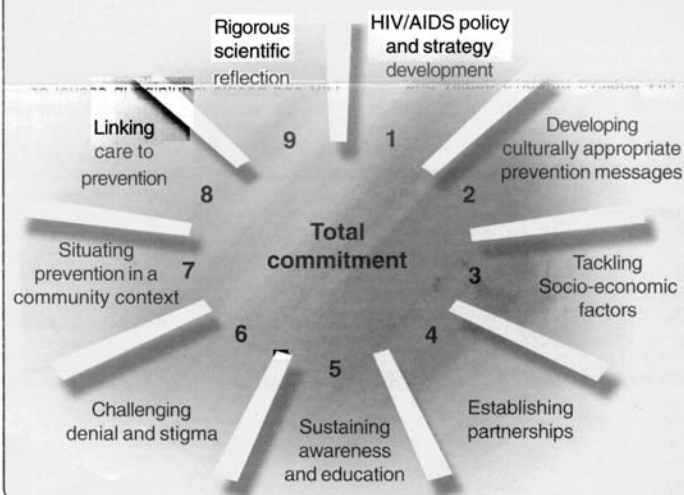 Rigorous
scientific
reflection
HIV/AIDS policy
and strategy
development
Linking
care to
prevention
Developing
culturally appropriate
prevention messages
Situating
prevention in a
community context
Tackling
Socio-economic
factors
Challenging
denial and stigma
Sustaining
awareness
and education
Establishing
partnerships
Total
commitment
9
1
8
2
7
3
6
4
5